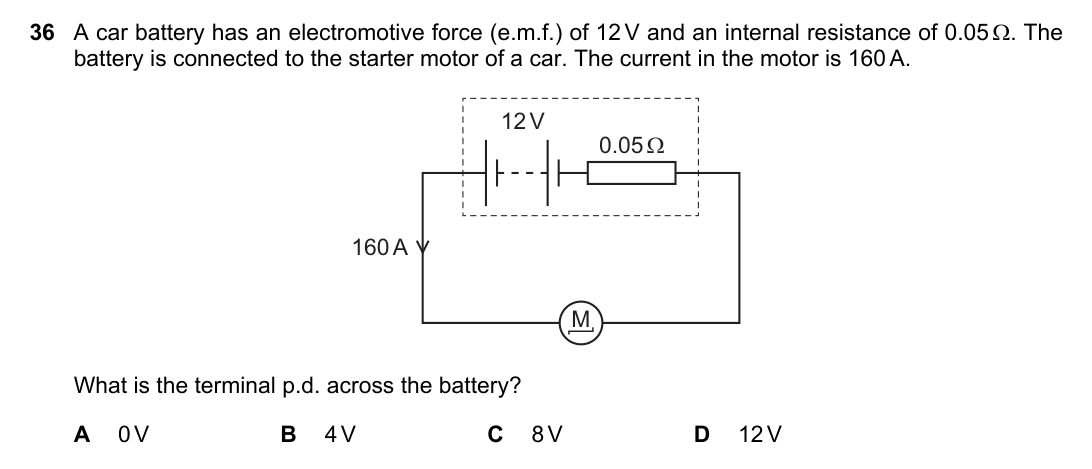 36 A car battery has an electromotive force (e.m.f.) of 12 V and an internal resistance of 0.05 Ω. The
battery is connected to the starter motor of a car. The current in the motor is 160 A.
12 V
0.05 Ω
160 A
M
What is the terminal p.d. across the battery?
A 0 V B 4 V C 8 V D 12 V